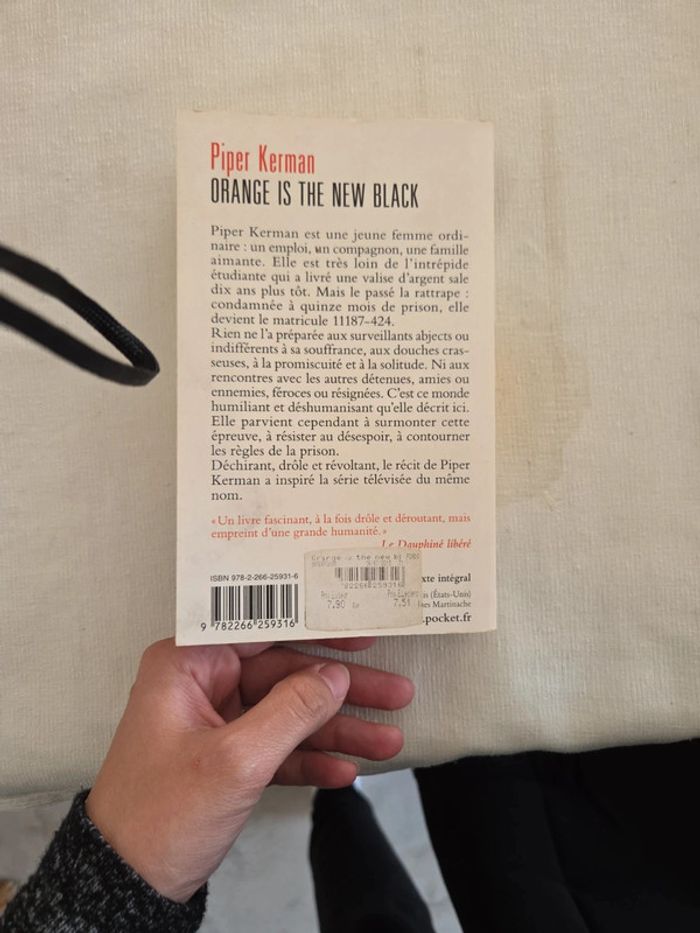 Piper Kerman
ORANGE IS THE NEW BLACK
Piper Kerman est une jeune femme ordi-
naire : un emploi, un compagnon, une famille
aimante. Elle est très loin de l'intrépide
étudiante qui a livré une valise d'argent sale
dix ans plus tôt. Mais le passé la rattrape :
condamnée à quinze mois de prison, elle
devient le matricule 11187-424.
Rien ne l'a préparée aux surveillants abjects ou
indifférents à sa souffrance, aux douches cras-
seuses, à la promiscuité et à la solitude. Ni aux
rencontres avec les autres détenues, amies ou
ennemies, féroces ou résignées. C'est ce monde
humiliant et déshumanisant qu'elle décrit ici.
Elle parvient cependant à surmonter cette
épreuve, à résister au désespoir, à contourner
les règles de la prison.
Déchirant, drôle et révoltant, le récit de Piper
Kerman a inspiré la série télévisée du même
nom.
« Un livre fascinant, à la fois drôle et déroutant, mais
empreint d'une grande humanité. »
Le Dauphiné libéré
Orange is the new
ISBN 978-2-266-25931-6
9 782266 259316
7.90 7.51
xte intégral
is (États-Unis)
Martinache
.pocket.fr